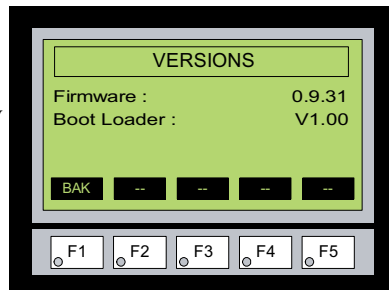 VERSIONS
Firmware : 0.9.31
Boot Loader : V1.00
BAK -- -- -- --
F1 F2 F3 F4 F5